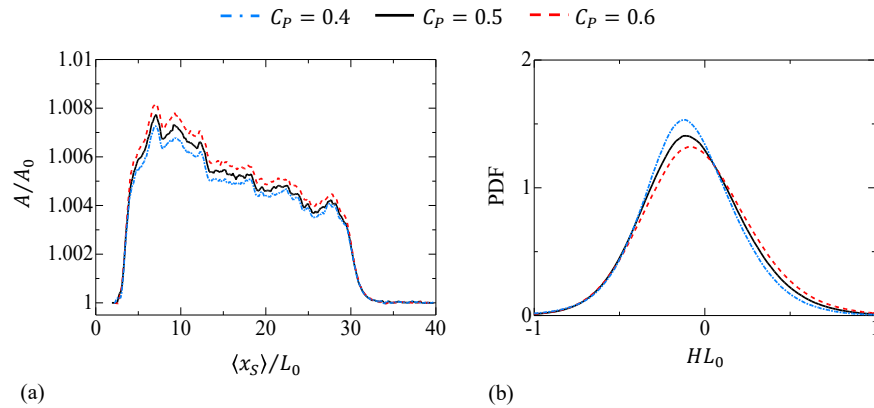 C_P = 0.4 C_P = 0.5 C_P = 0.6
1.01
1.008
1.006
1.004
1.002
1
A/A_0
0 10 20 30 40
⟨x_S⟩/L_0
(a)
2
1
0
PDF
-1 0 1
HL_0
(b)